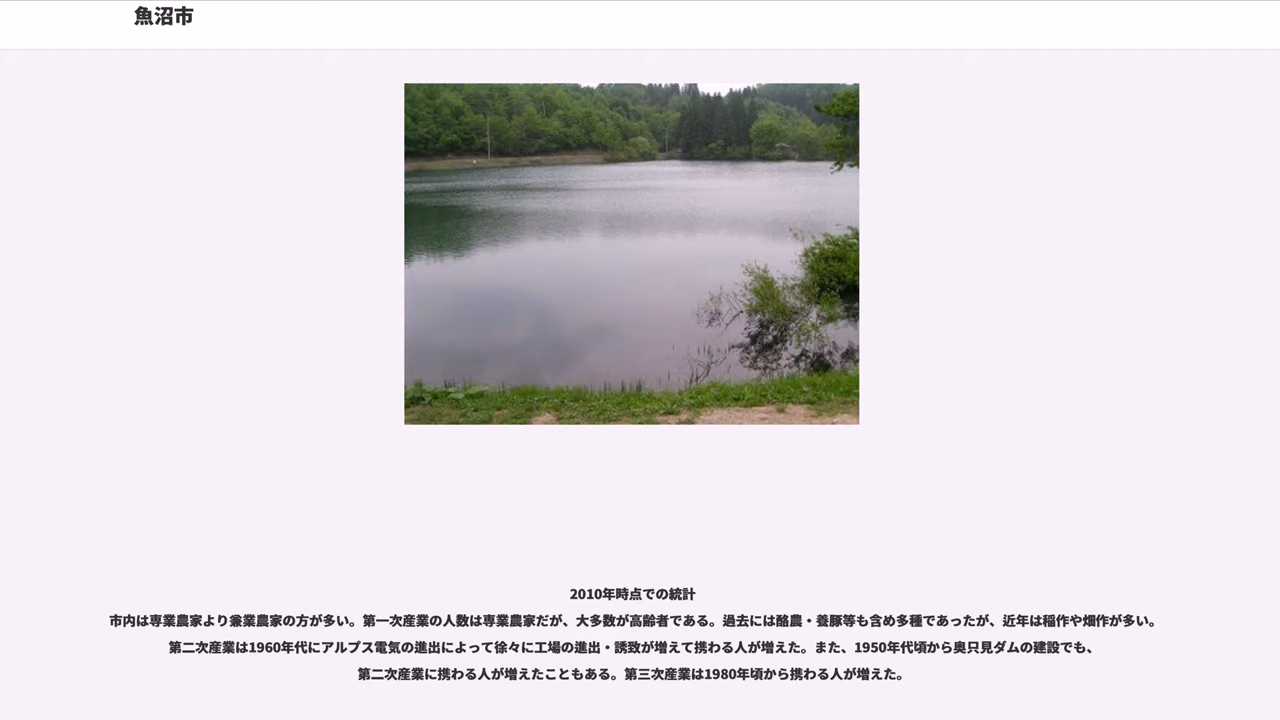 魚沼市
2010年時点での統計
市内は専業農家より兼業農家の方が多い。第一次産業の人数は専業農家だが、大多数が高齢者である。過去には酪農・養豚等も含め多種であったが、近年は稲作や畑作が多い。
第二次産業は1960年代にアルプス電気の進出によって徐々に工場の進出・誘致が増えて携わる人が増えた。また、1950年代頃から奥只見ダムの建設でも、
第二次産業に携わる人が増えたこともある。第三次産業は1980年頃から携わる人が増えた。